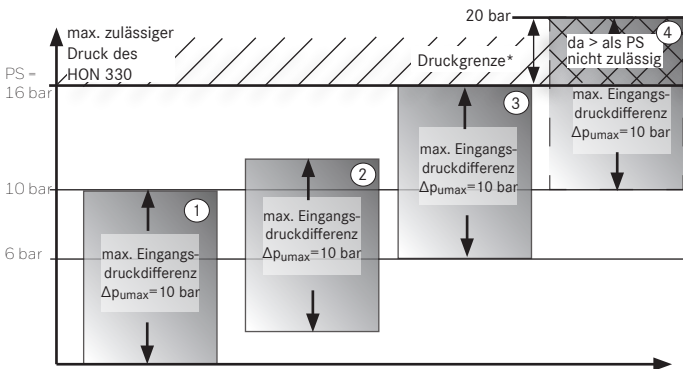 max. zulässiger
Druck des
HON 330
PS =
16 bar
10 bar
6 bar
20 bar
Druckgrenze*
1
max. Eingangs-
druckdifferenz
Δpumax=10 bar
2
max. Eingangs-
druckdifferenz
Δpumax=10 bar
3
max. Eingangs-
druckdifferenz
Δpumax=10 bar
4
da > als PS
nicht zulässig
max. Eingangs-
druckdifferenz
Δpumax=10 bar